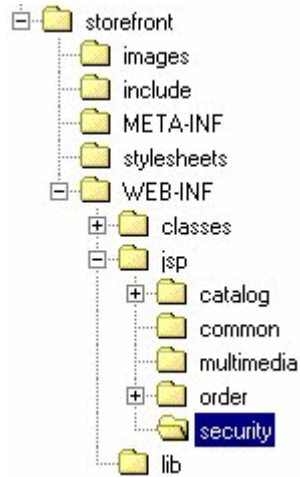 storefront
images
include
META-INF
stylesheets
WEB-INF
classes
jsp
catalog
common
multimedia
order
security
lib